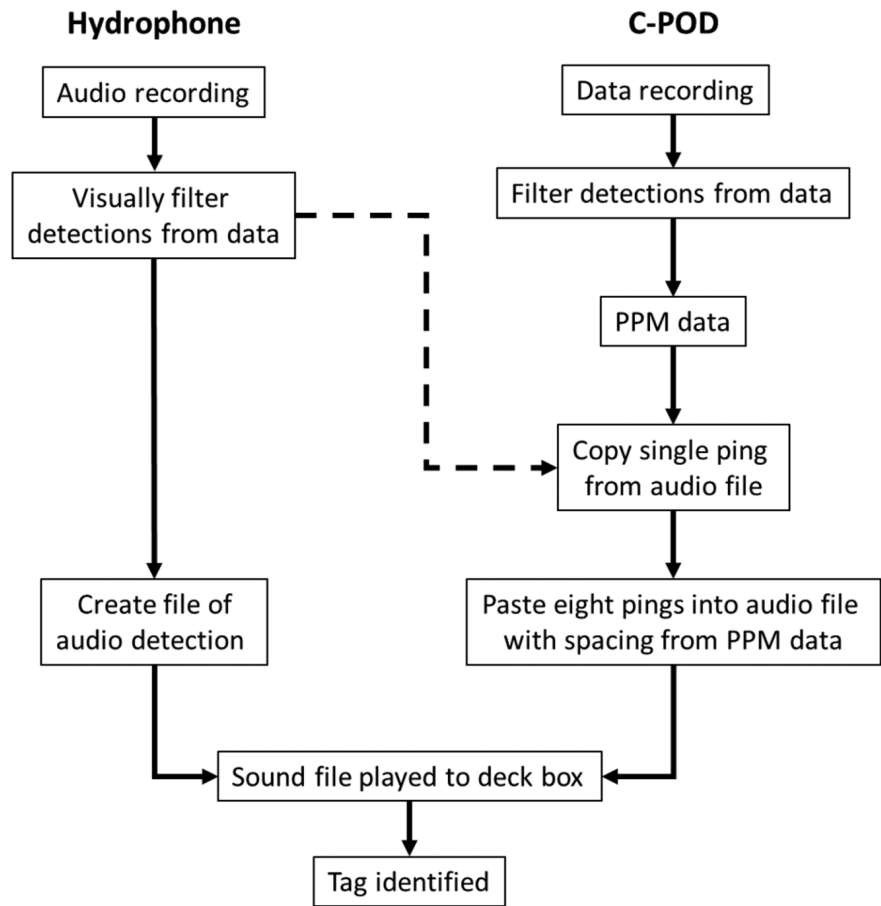 Hydrophone
C-POD
Audio recording
Data recording
Visually filter
detections from data
Filter detections from data
PPM data
Copy single ping
from audio file
Create file of
audio detection
Paste eight pings into audio file
with spacing from PPM data
Sound file played to deck box
Tag identified